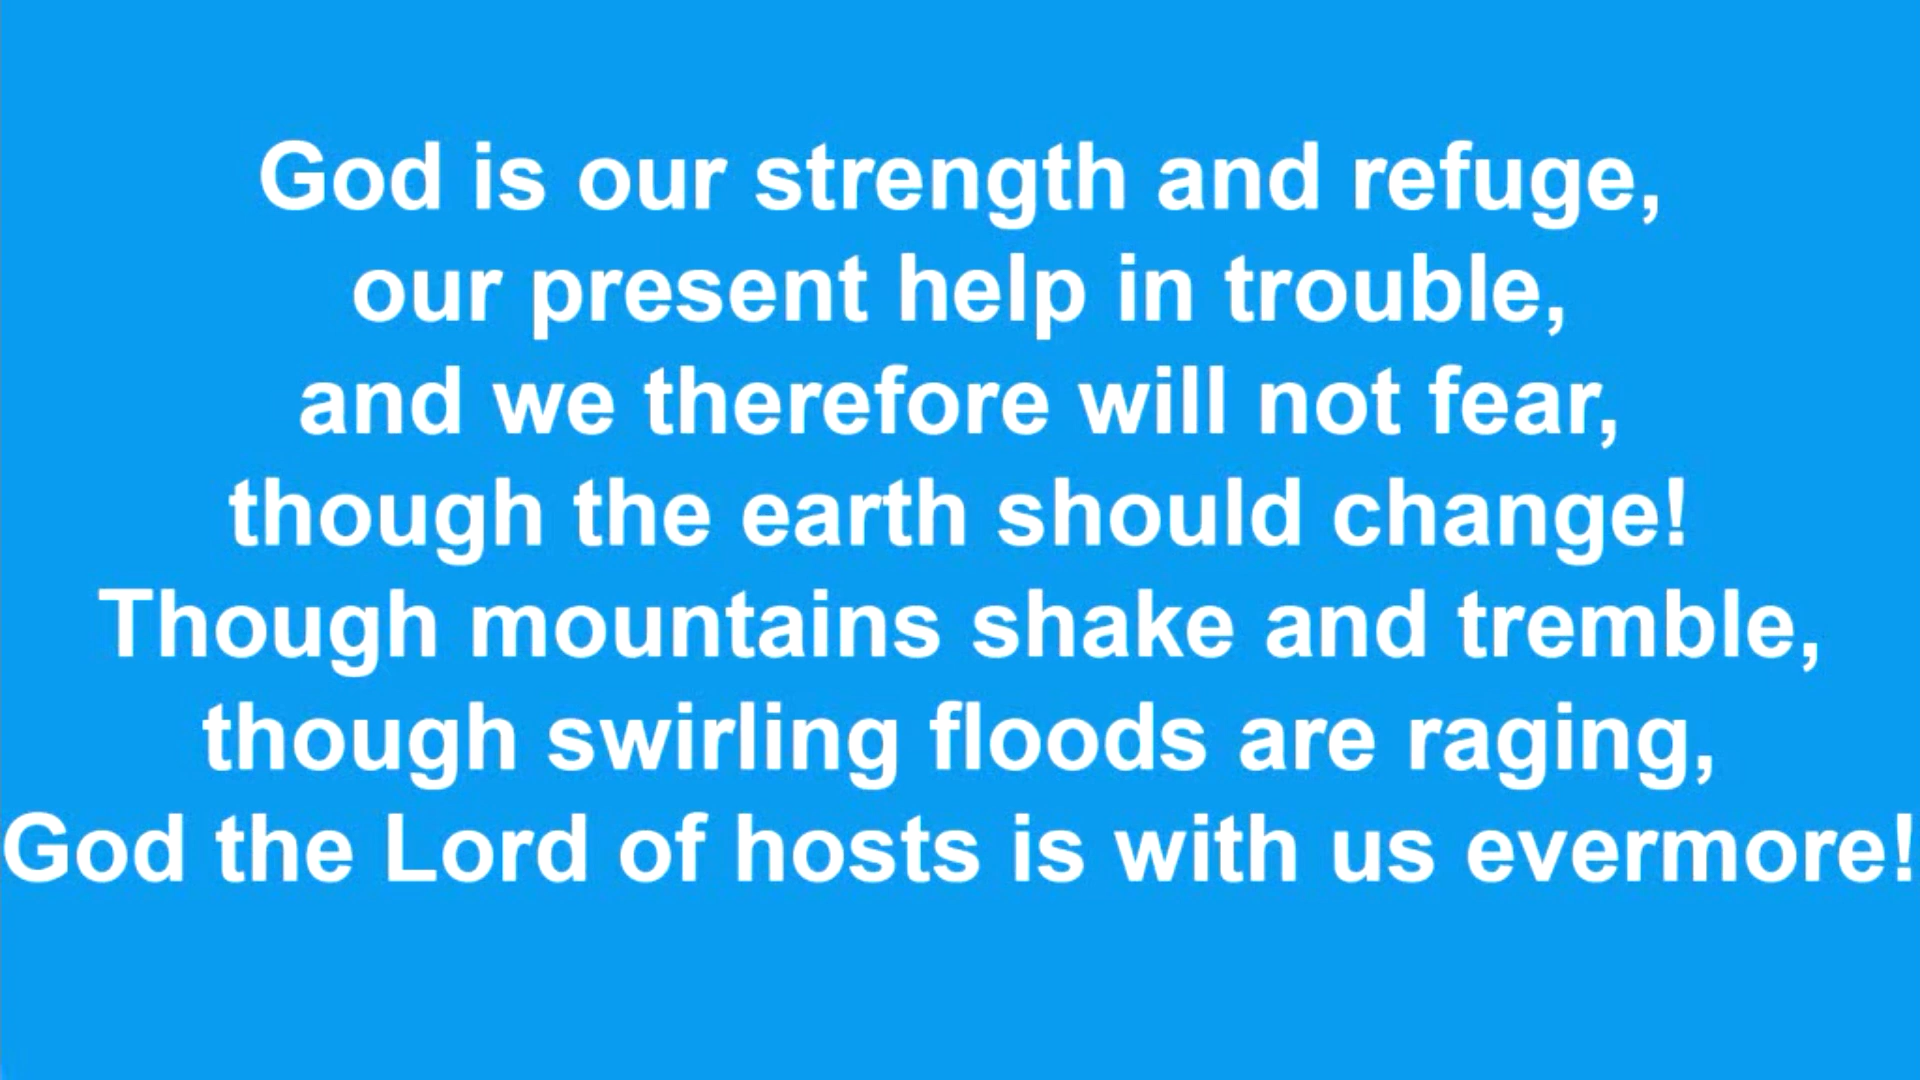 God is our strength and refuge,
our present help in trouble,
and we therefore will not fear,
though the earth should change!
Though mountains shake and tremble,
though swirling floods are raging,
God the Lord of hosts is with us evermore!